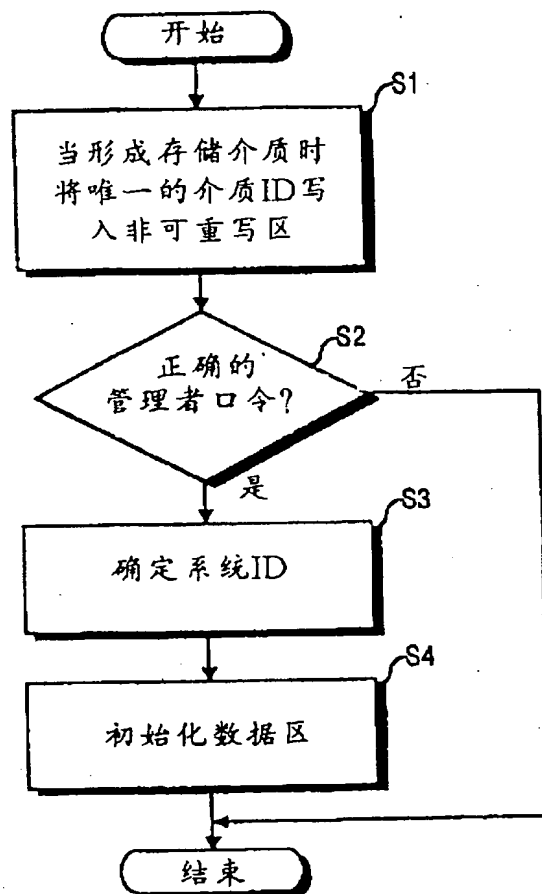 开始
S1
当形成存储介质时
将唯一的介质ID写
入非可重写区
S2
正确的
管理者口令?
否
是
S3
确定系统ID
S4
初始化数据区
结束